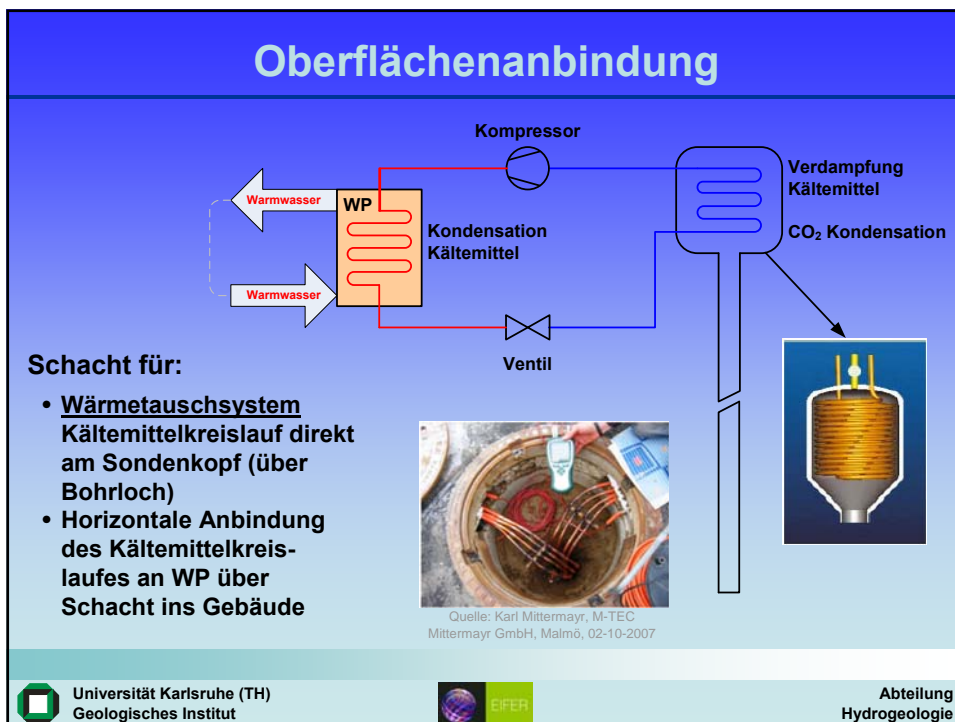 Oberflächenanbindung
Kompressor
Warmwasser
WP
Kondensation
Kältemittel
Verdampfung
Kältemittel
CO₂ Kondensation
Warmwasser
Ventil
Schacht für:
• Wärmetauschsystem
Kältemittelkreislauf direkt
am Sondenkopf (über
Bohrloch)
• Horizontale Anbindung
des Kältemittelkreis-
laufes an WP über
Schacht ins Gebäude
Quelle: Karl Mittermayr, M-TEC
Mittermayr GmbH, Malmö, 02-10-2007
Universität Karlsruhe (TH)
Geologisches Institut
EIFER
Abteilung
Hydrogeologie